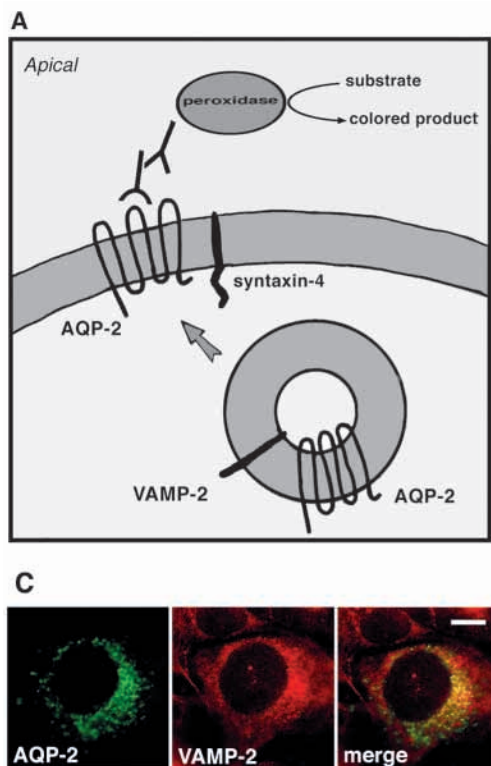 A
Apical
peroxidase
substrate
colored product
syntaxin-4
AQP-2
VAMP-2
AQP-2
C
AQP-2
VAMP-2
merge